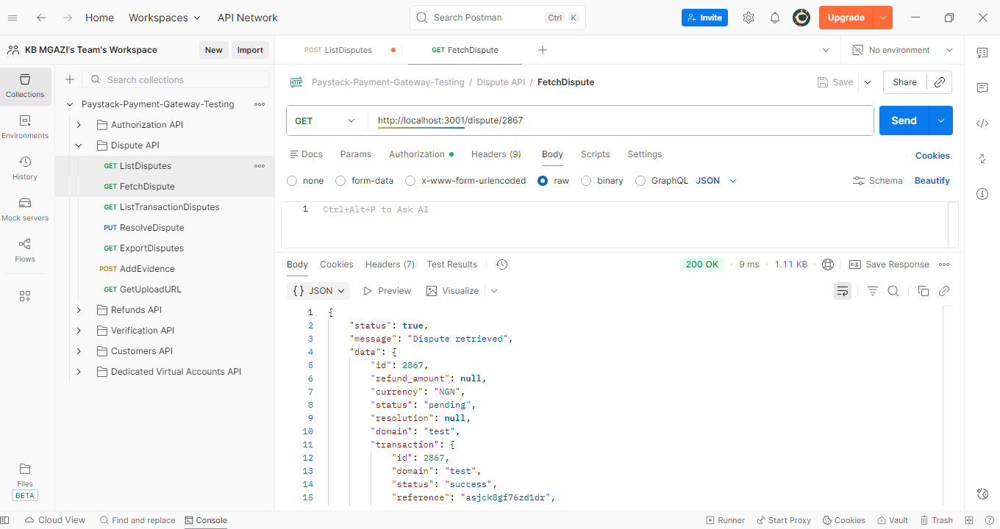 Home Workspaces API Network Search Postman Ctrl K Invite Upgrade
KB MGAZI's Team's Workspace New Import POST ListDisputes GET FetchDispute No environment
Collections
Environments
History
Mock servers
Flows
Files
BETA
Search collections
Paystack-Payment-Gateway-Testing
Authorization API
Dispute API
GET ListDisputes
GET FetchDispute
GET ListTransactionDisputes
PUT ResolveDispute
GET ExportDisputes
POST AddEvidence
GET GetUploadURL
Refunds API
Verification API
Customers API
Dedicated Virtual Accounts API
HTTP Paystack-Payment-Gateway-Testing / Dispute API / FetchDispute Save Share
GET http://localhost:3001/dispute/2867 Send
Docs Params Authorization Headers (9) Body Scripts Settings Cookies
none form-data x-www-form-urlencoded raw binary GraphQL JSON Schema Beautify
1 Ctrl+Alt+P to Ask AI
Body Cookies Headers (7) Test Results 200 OK 9 ms 1.11 KB e.g. Save Response
{} JSON Preview Visualize
1 {
2 "status": true,
3 "message": "Dispute retrieved",
4 "data": {
5 "id": 2867,
6 "refund_amount": null,
7 "currency": "NGN",
8 "status": "pending",
9 "resolution": null,
10 "domain": "test",
11 "transaction": {
12 "id": 2867,
13 "domain": "test",
14 "status": "success",
15 "reference": "asjck8gf76zd1dr",
Cloud View Find and replace Console Runner Start Proxy Cookies Vault Trash